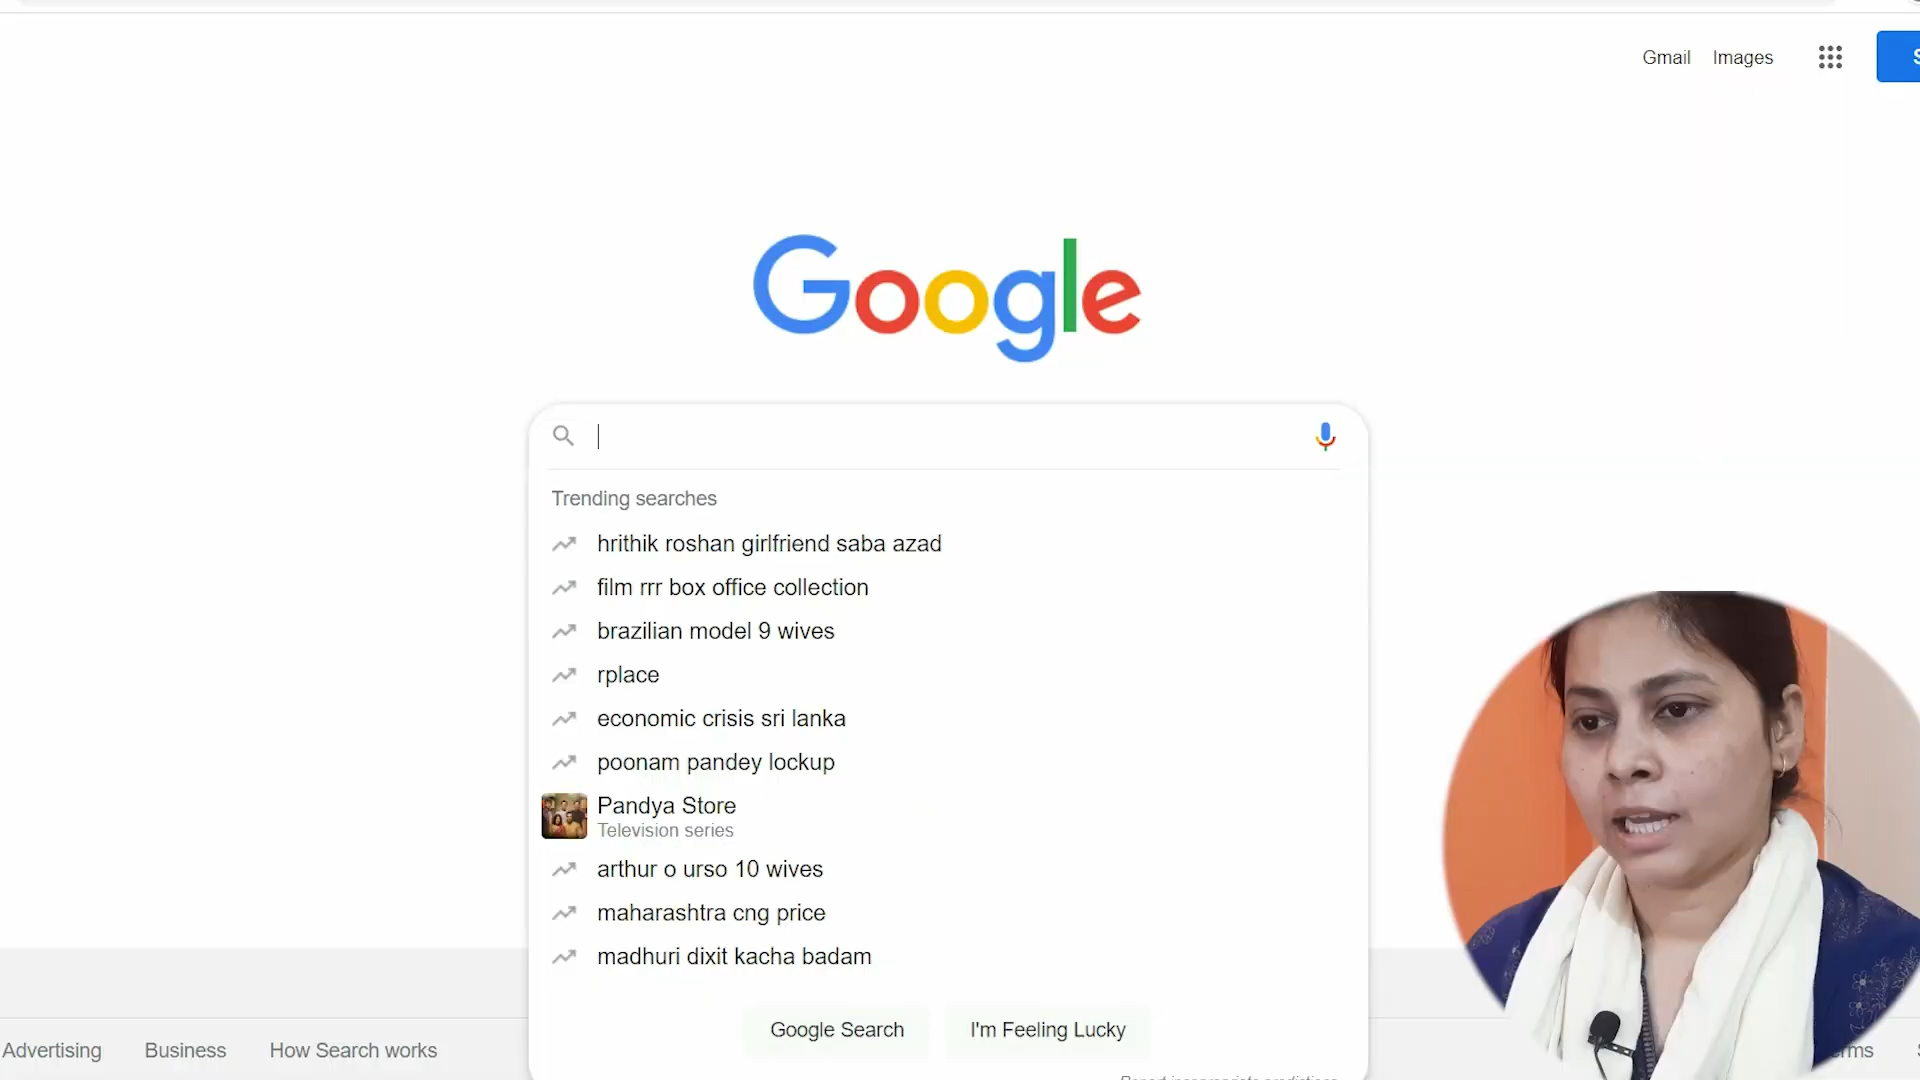 Gmail Images
Google
Trending searches
hrithik roshan girlfriend saba azad
film rrr box office collection
brazilian model 9 wives
rplace
economic crisis sri lanka
poonam pandey lockup
Pandya Store
Television series
arthur o urso 10 wives
maharashtra cng price
madhuri dixit kacha badam
Google Search I'm Feeling Lucky
Advertising Business How Search works